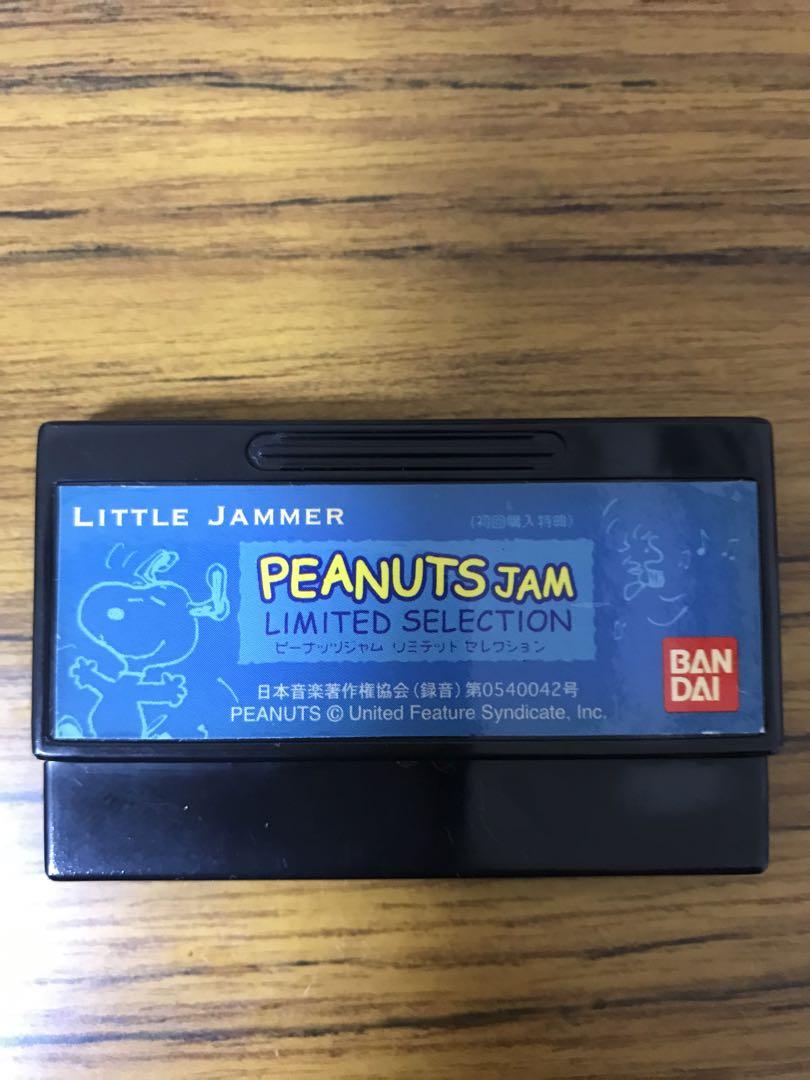 LITTLE JAMMER
(初回購入特典)
PEANUTS JAM
LIMITED SELECTION
ピーナッツジャム リミテッド セレクション
日本音楽著作権協会(録音)第0540042号
PEANUTS © United Feature Syndicate, Inc.
BAN
DAI